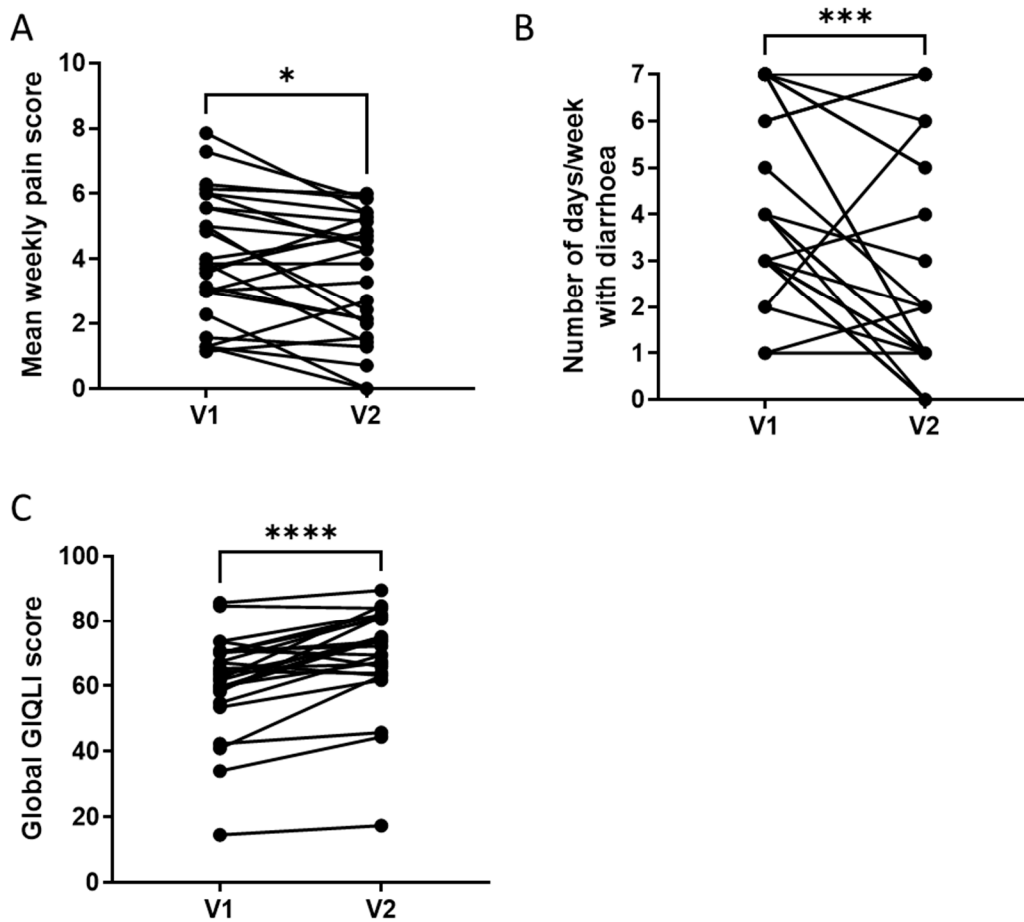 A
Mean weekly pain score
10
8
6
4
2
0
*
V1
V2
B
Number of days/week
with diarrhoea
7
6
5
4
3
2
1
0
***
V1
V2
C
Global GIQLI score
100
80
60
40
20
0
****
V1
V2